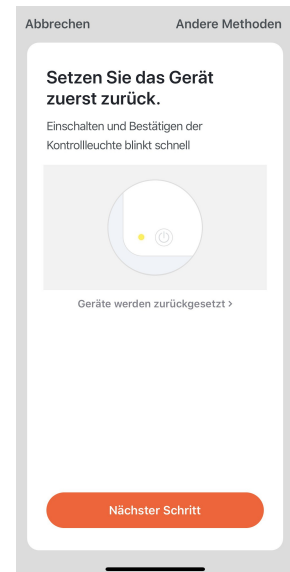 Abbrechen Andere Methoden
Setzen Sie das Gerät
zuerst zurück.
Einschalten und Bestätigen der
Kontrollleuchte blinkt schnell
Geräte werden zurückgesetzt >
Nächster Schritt